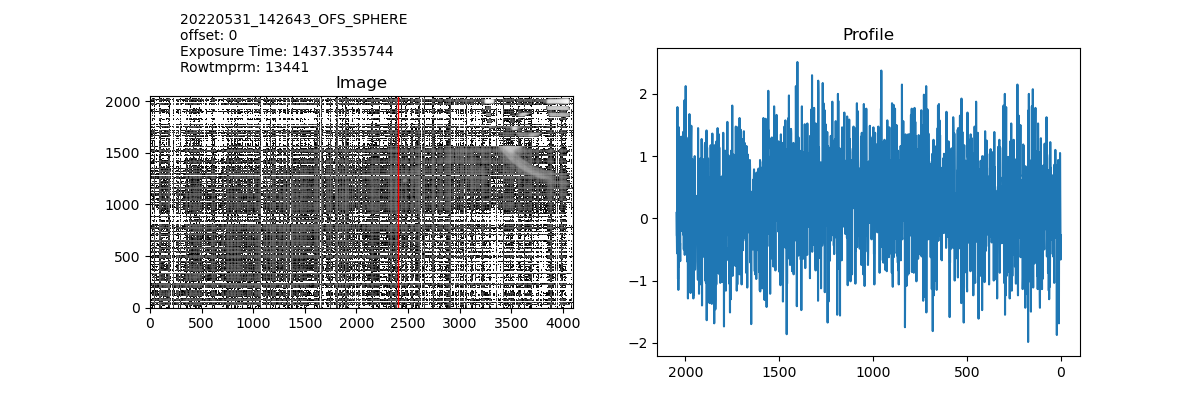 20220531_142643_OFS_SPHERE
offset: 0
Exposure Time: 1437.3535744
Rowtmprm: 13441
Image
2000
1500
1000
500
0
0 500 1000 1500 2000 2500 3000 3500 4000
Profile
2
1
0
−1
−2
2000 1500 1000 500 0